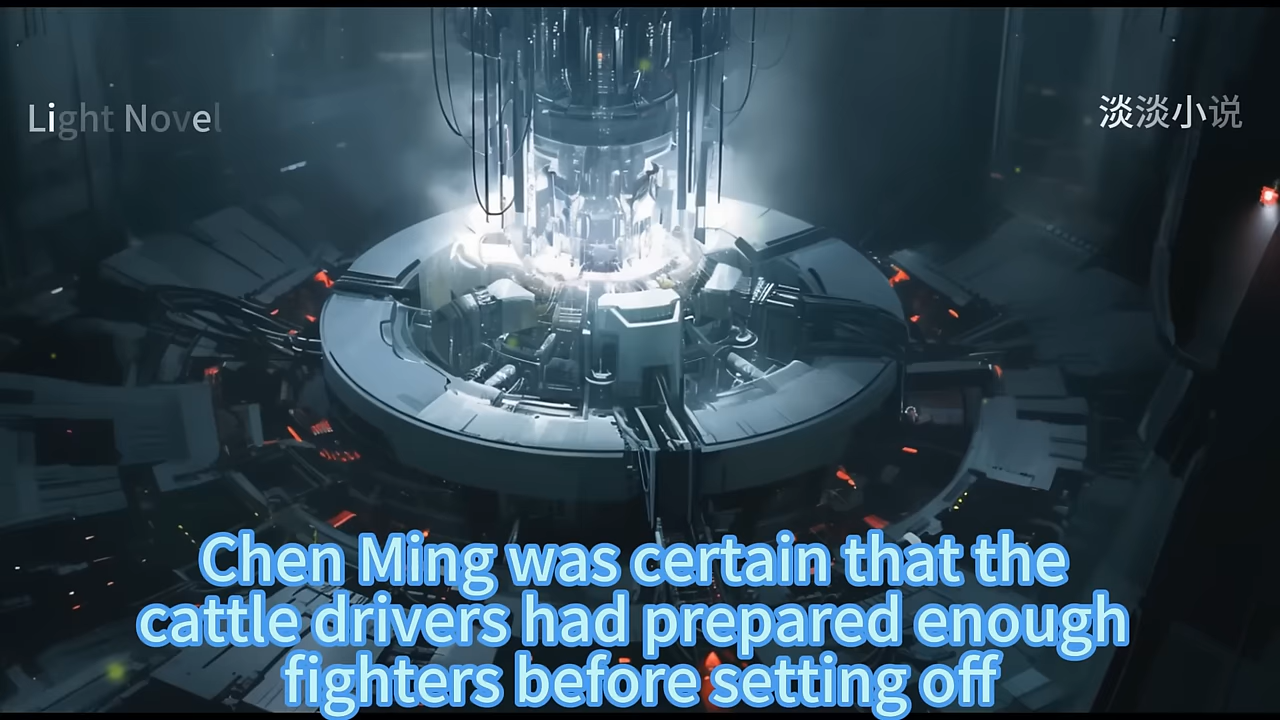 Light Novel
淡淡小说
Chen Ming was certain that the
cattle drivers had prepared enough
fighters before setting off